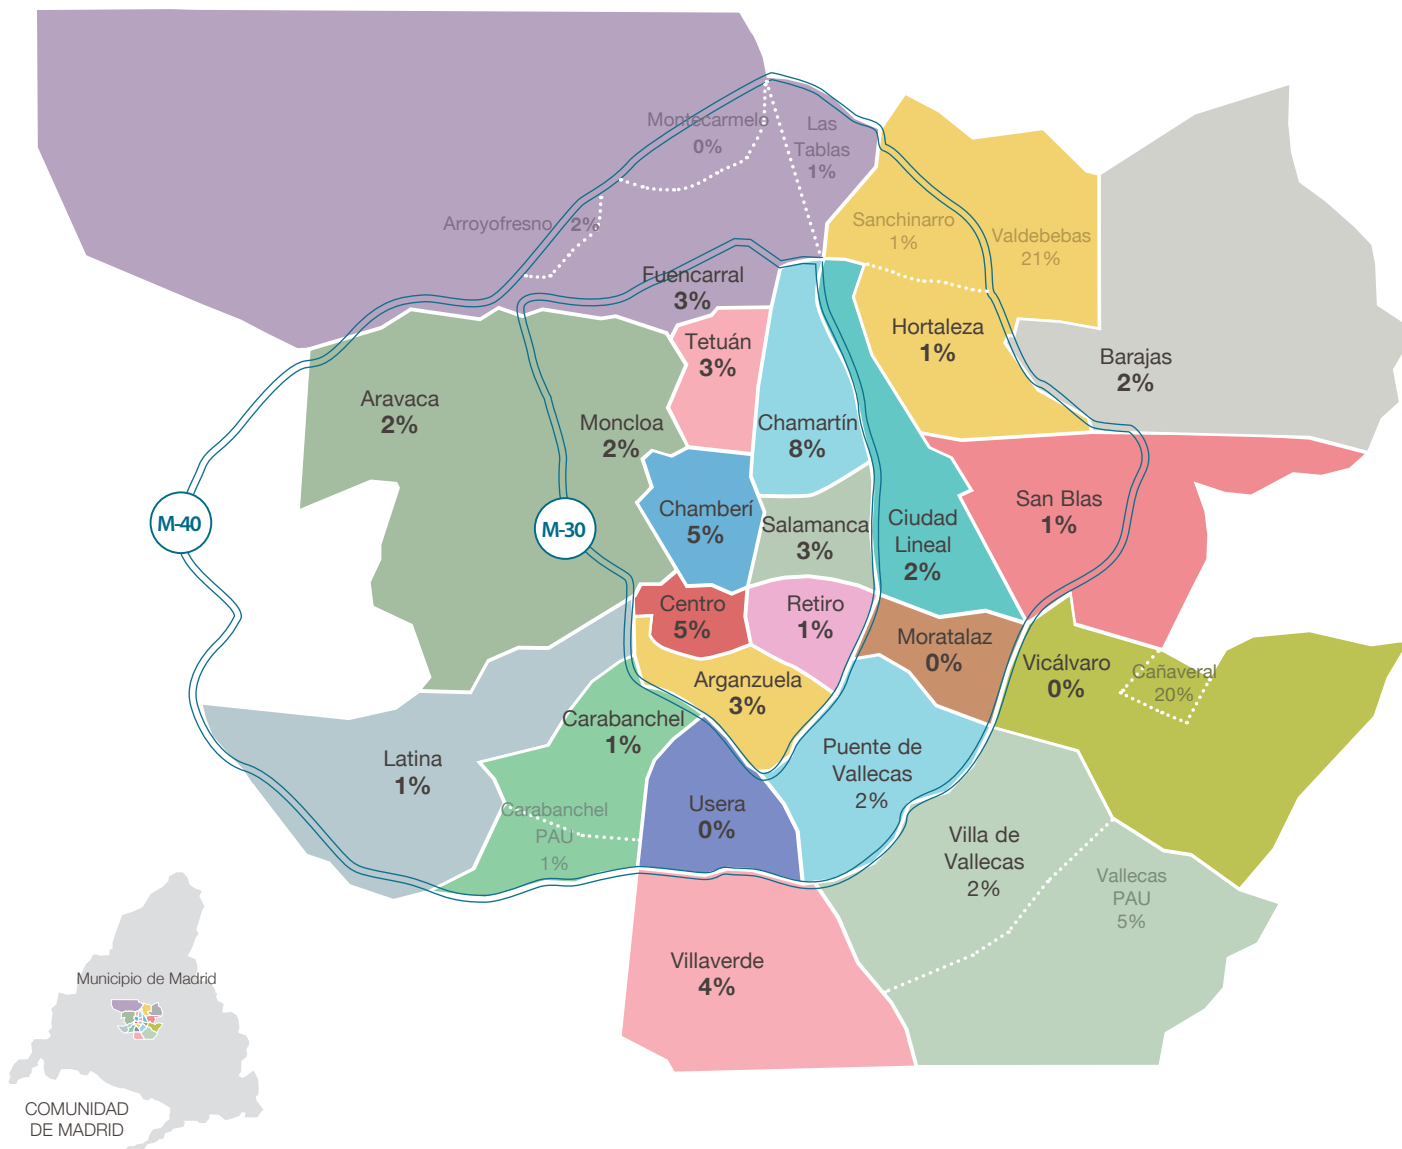 Montecarmelo
0%
Las
Tablas
1%
Arroyofresno 2%
Sanchinarro
1%
Valdebebas
21%
Fuencarral
3%
Tetuán
3%
Hortaleza
1%
Barajas
2%
Aravaca
2%
Moncloa
2%
Chamartín
8%
M-40
M-30
Chamberí
5%
Salamanca
3%
Ciudad
Lineal
2%
San Blas
1%
Centro
5%
Retiro
1%
Moratalaz
0%
Vicálvaro
0%
Cañaveral
20%
Arganzuela
3%
Carabanchel
1%
Latina
1%
Puente de
Vallecas
2%
Usera
0%
Carabanchel
PAU
1%
Villa de
Vallecas
2%
Vallecas
PAU
5%
Villaverde
4%
Municipio de Madrid
COMUNIDAD
DE MADRID